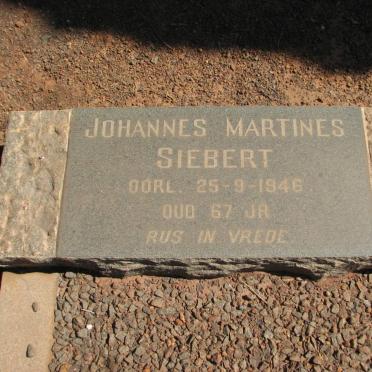 JOHANNES MARTINES
SIEBERT
OORL. 25-9-1946
OUD 67 JR
RUS IN VREDE